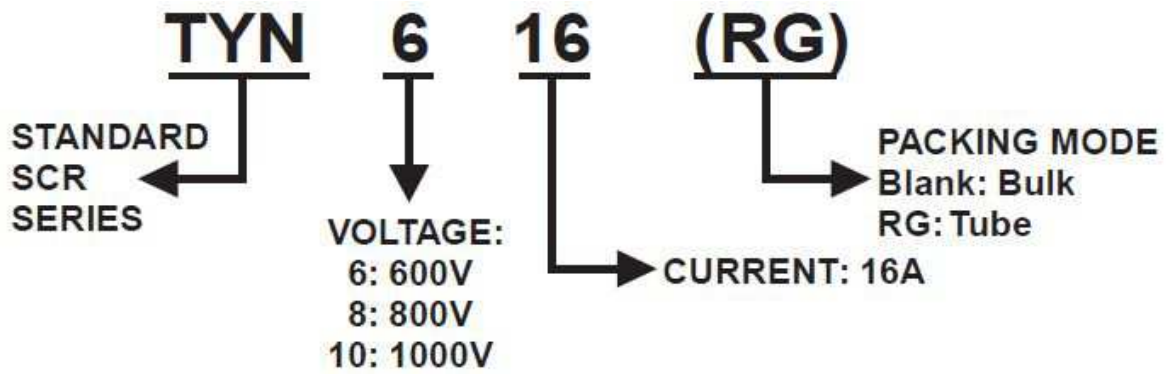 TYN 6 16 (RG)
STANDARD
SCR
SERIES
VOLTAGE:
6: 600V
8: 800V
10: 1000V
CURRENT: 16A
PACKING MODE
Blank: Bulk
RG: Tube